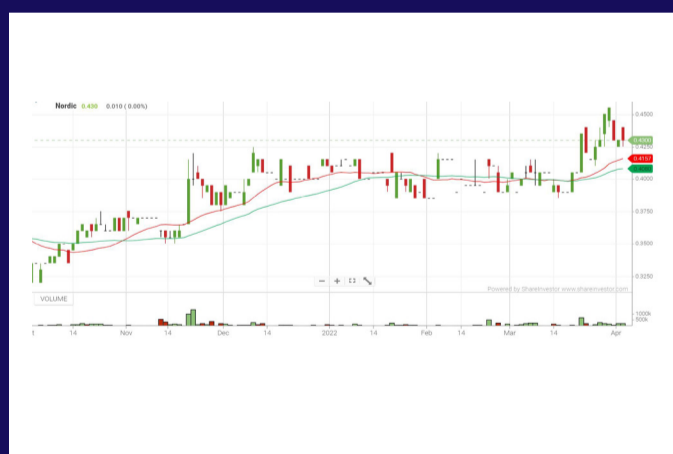 Nordic 0.430 0.010 ( 0.00%)
0.4500
0.4300
0.4250
0.4157
0.4000
0.3750
0.3500
0.3250
Powered by ShareInvestor www.shareinvestor.com
VOLUME
1000k
500k
14 Nov 14 Dec 14 2022 14 Feb 14 Mar 14 Apr